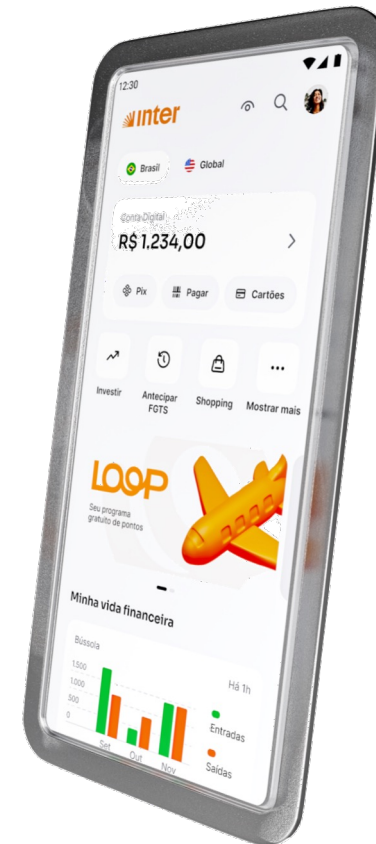 12:30
inter
Brasil
Global
Conta Digital
R$ 1.234,00
Pix
Pagar
Cartões
Investir
Antecipar
FGTS
Shopping
Mostrar mais
LOOP
Seu programa
gratuito de pontos
Minha vida financeira
Bússola
Há 1h
1.500
1.000
500
0
Set
Out
Nov
Entradas
Saídas